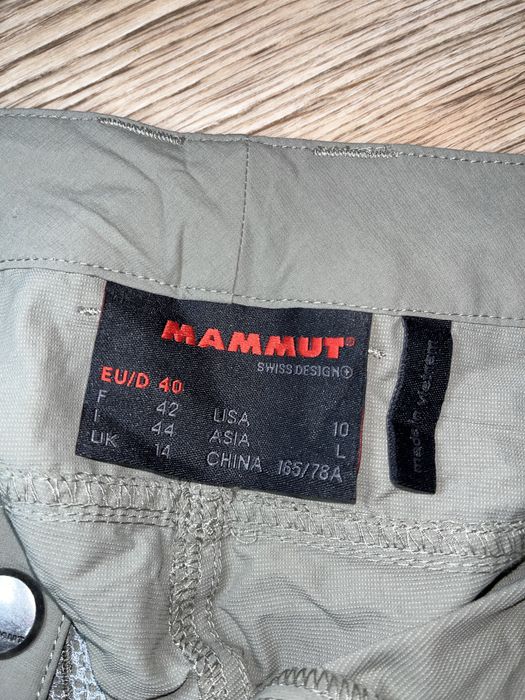 MAMMUT®
SWISS DESIGN
EU/D 40
F 42 USA 10
I 44 ASIA L
UK 14 CHINA 165/78A
made in vietnam